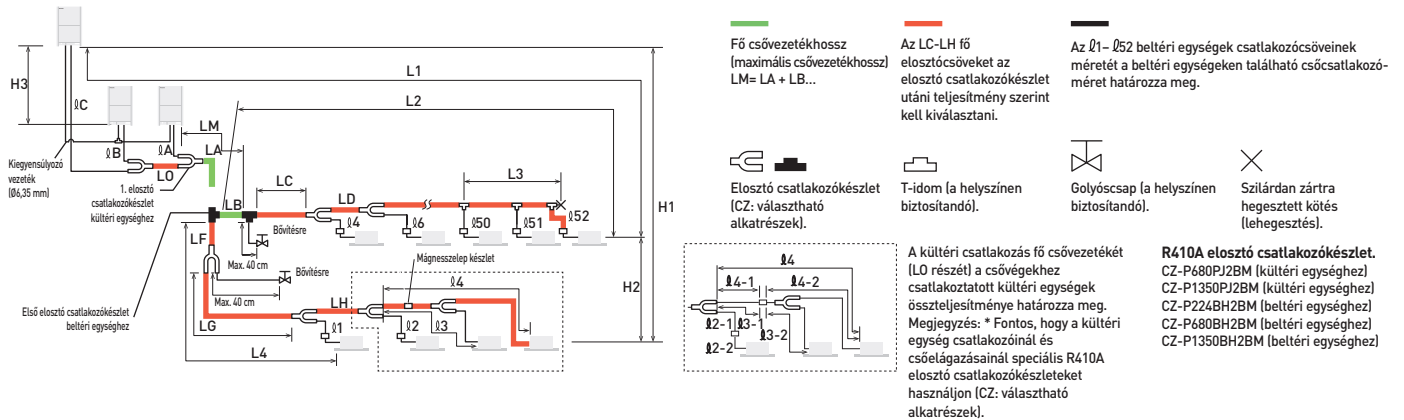 H3
ℓC
L1
L2
LM
ℓB
ℓA
LA
LO
Kiegyensúlyozó
vezeték
(Ø6,35 mm)
1. elosztó
csatlakozókészlet
kültéri egységhez
LB
LC
LD
L3
ℓ4
ℓ6
ℓ50
ℓ51
ℓ52
H1
Bővítésre
Max. 40 cm
LF
Bővítésre
Max. 40 cm
Mágnesszelep készlet
H2
Első elosztó csatlakozókészlet
beltéri egységhez
LG
LH
ℓ4
ℓ1
ℓ2
ℓ3
L4
Fő csővezetékhossz
(maximális csővezetékhossz)
LM= LA + LB...
Az LC-LH fő
elosztócsöveket az
elosztó csatlakozókészlet
utáni teljesítmény szerint
kell kiválasztani.
Az ℓ1– ℓ52 beltéri egységek csatlakozócsöveinek
méretét a beltéri egységeken található csőcsatlakozó-
méret határozza meg.
Elosztó csatlakozókészlet
(CZ: választható
alkatrészek).
T-idom (a helyszínen
biztosítandó).
Golyóscsap (a helyszínen
biztosítandó).
Szilárdan zártra
hegesztett kötés
(lehegesztés).
ℓ4
ℓ4-1
ℓ4-2
ℓ2-1
ℓ3-1
ℓ2-2
ℓ3-2
A kültéri csatlakozás fő csővezetékét
(LO részét) a csővégekhez
csatlakoztatott kültéri egységek
összteljesítménye határozza meg.
Megjegyzés: * Fontos, hogy a kültéri
egység csatlakozóinál és
csőelágazásainál speciális R410A
elosztó csatlakozókészleteket
használjon (CZ: választható
alkatrészek).
R410A elosztó csatlakozókészlet.
CZ-P680PJ2BM (kültéri egységhez)
CZ-P1350PJ2BM (kültéri egységhez)
CZ-P224BH2BM (beltéri egységhez)
CZ-P680BH2BM (beltéri egységhez)
CZ-P1350BH2BM (beltéri egységhez)